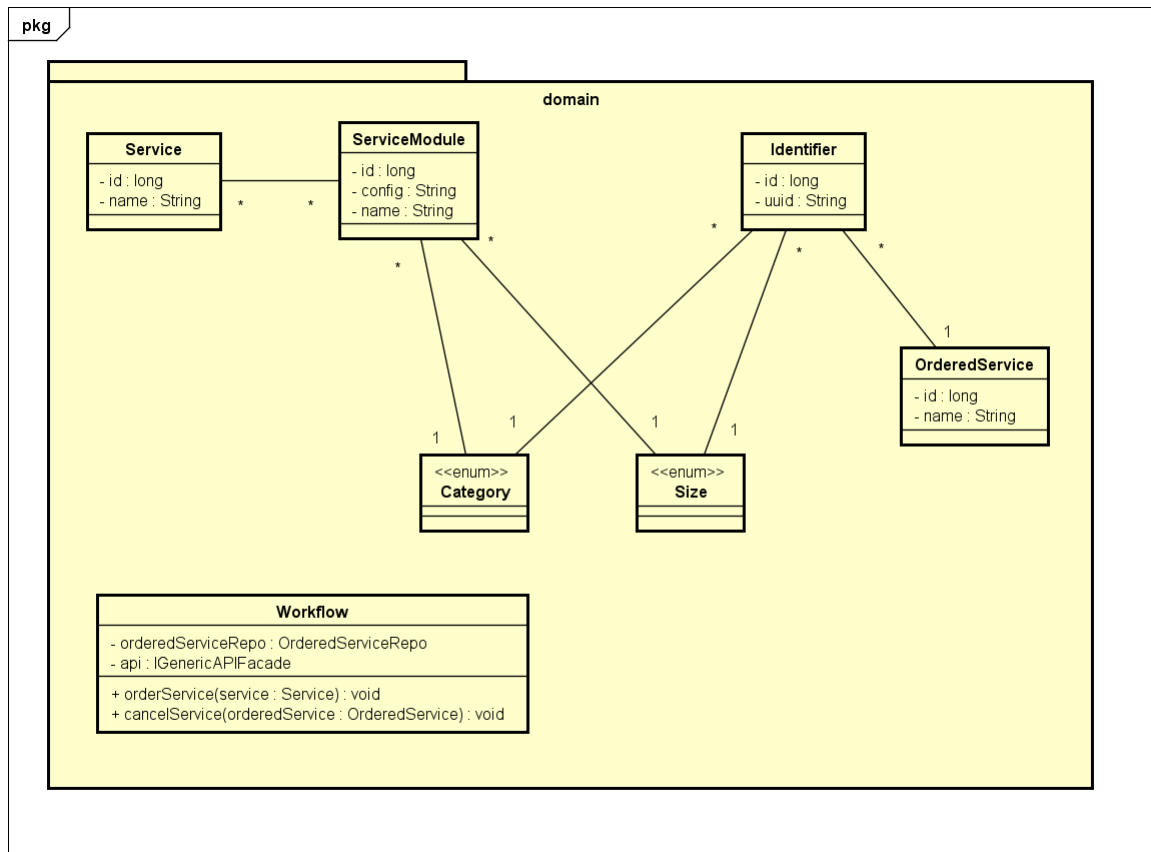 pkg
domain
Service
- id : long
- name : String
ServiceModule
- id : long
- config : String
- name : String
Identifier
- id : long
- uuid : String
*
*
*
*
*
*
*
1
OrderedService
- id : long
- name : String
1
1
1
1
<<enum>>
Category
<<enum>>
Size
Workflow
- orderedServiceRepo : OrderedServiceRepo
- api : IGenericAPIFacade
+ orderService(service : Service) : void
+ cancelService(orderedService : OrderedService) : void